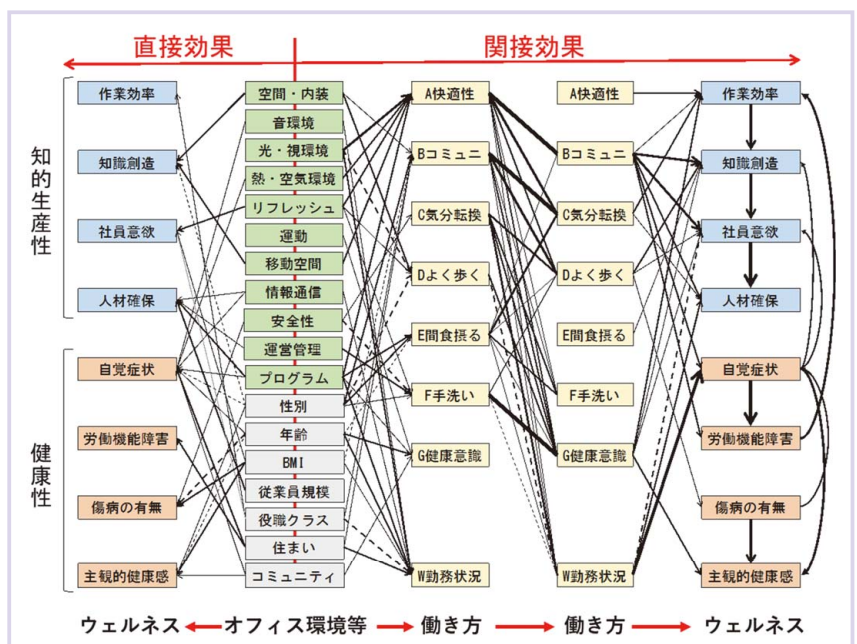 直接効果
関接効果
知的生産性
健康性
作業効率
知識創造
社員意欲
人材確保
自覚症状
労働機能障害
傷病の有無
主観的健康感
空間・内装
音環境
光・視環境
熱・空気環境
リフレッシュ
運動
移動空間
情報通信
安全性
運営管理
プログラム
性別
年齢
BMI
従業員規模
役職クラス
住まい
コミュニティ
A快適性
Bコミュニ
C気分転換
Dよく歩く
E間食摂る
F手洗い
G健康意識
W勤務状況
A快適性
Bコミュニ
C気分転換
Dよく歩く
E間食摂る
F手洗い
G健康意識
W勤務状況
作業効率
知識創造
社員意欲
人材確保
自覚症状
労働機能障害
傷病の有無
主観的健康感
ウェルネス
オフィス環境等
働き方
働き方
ウェルネス